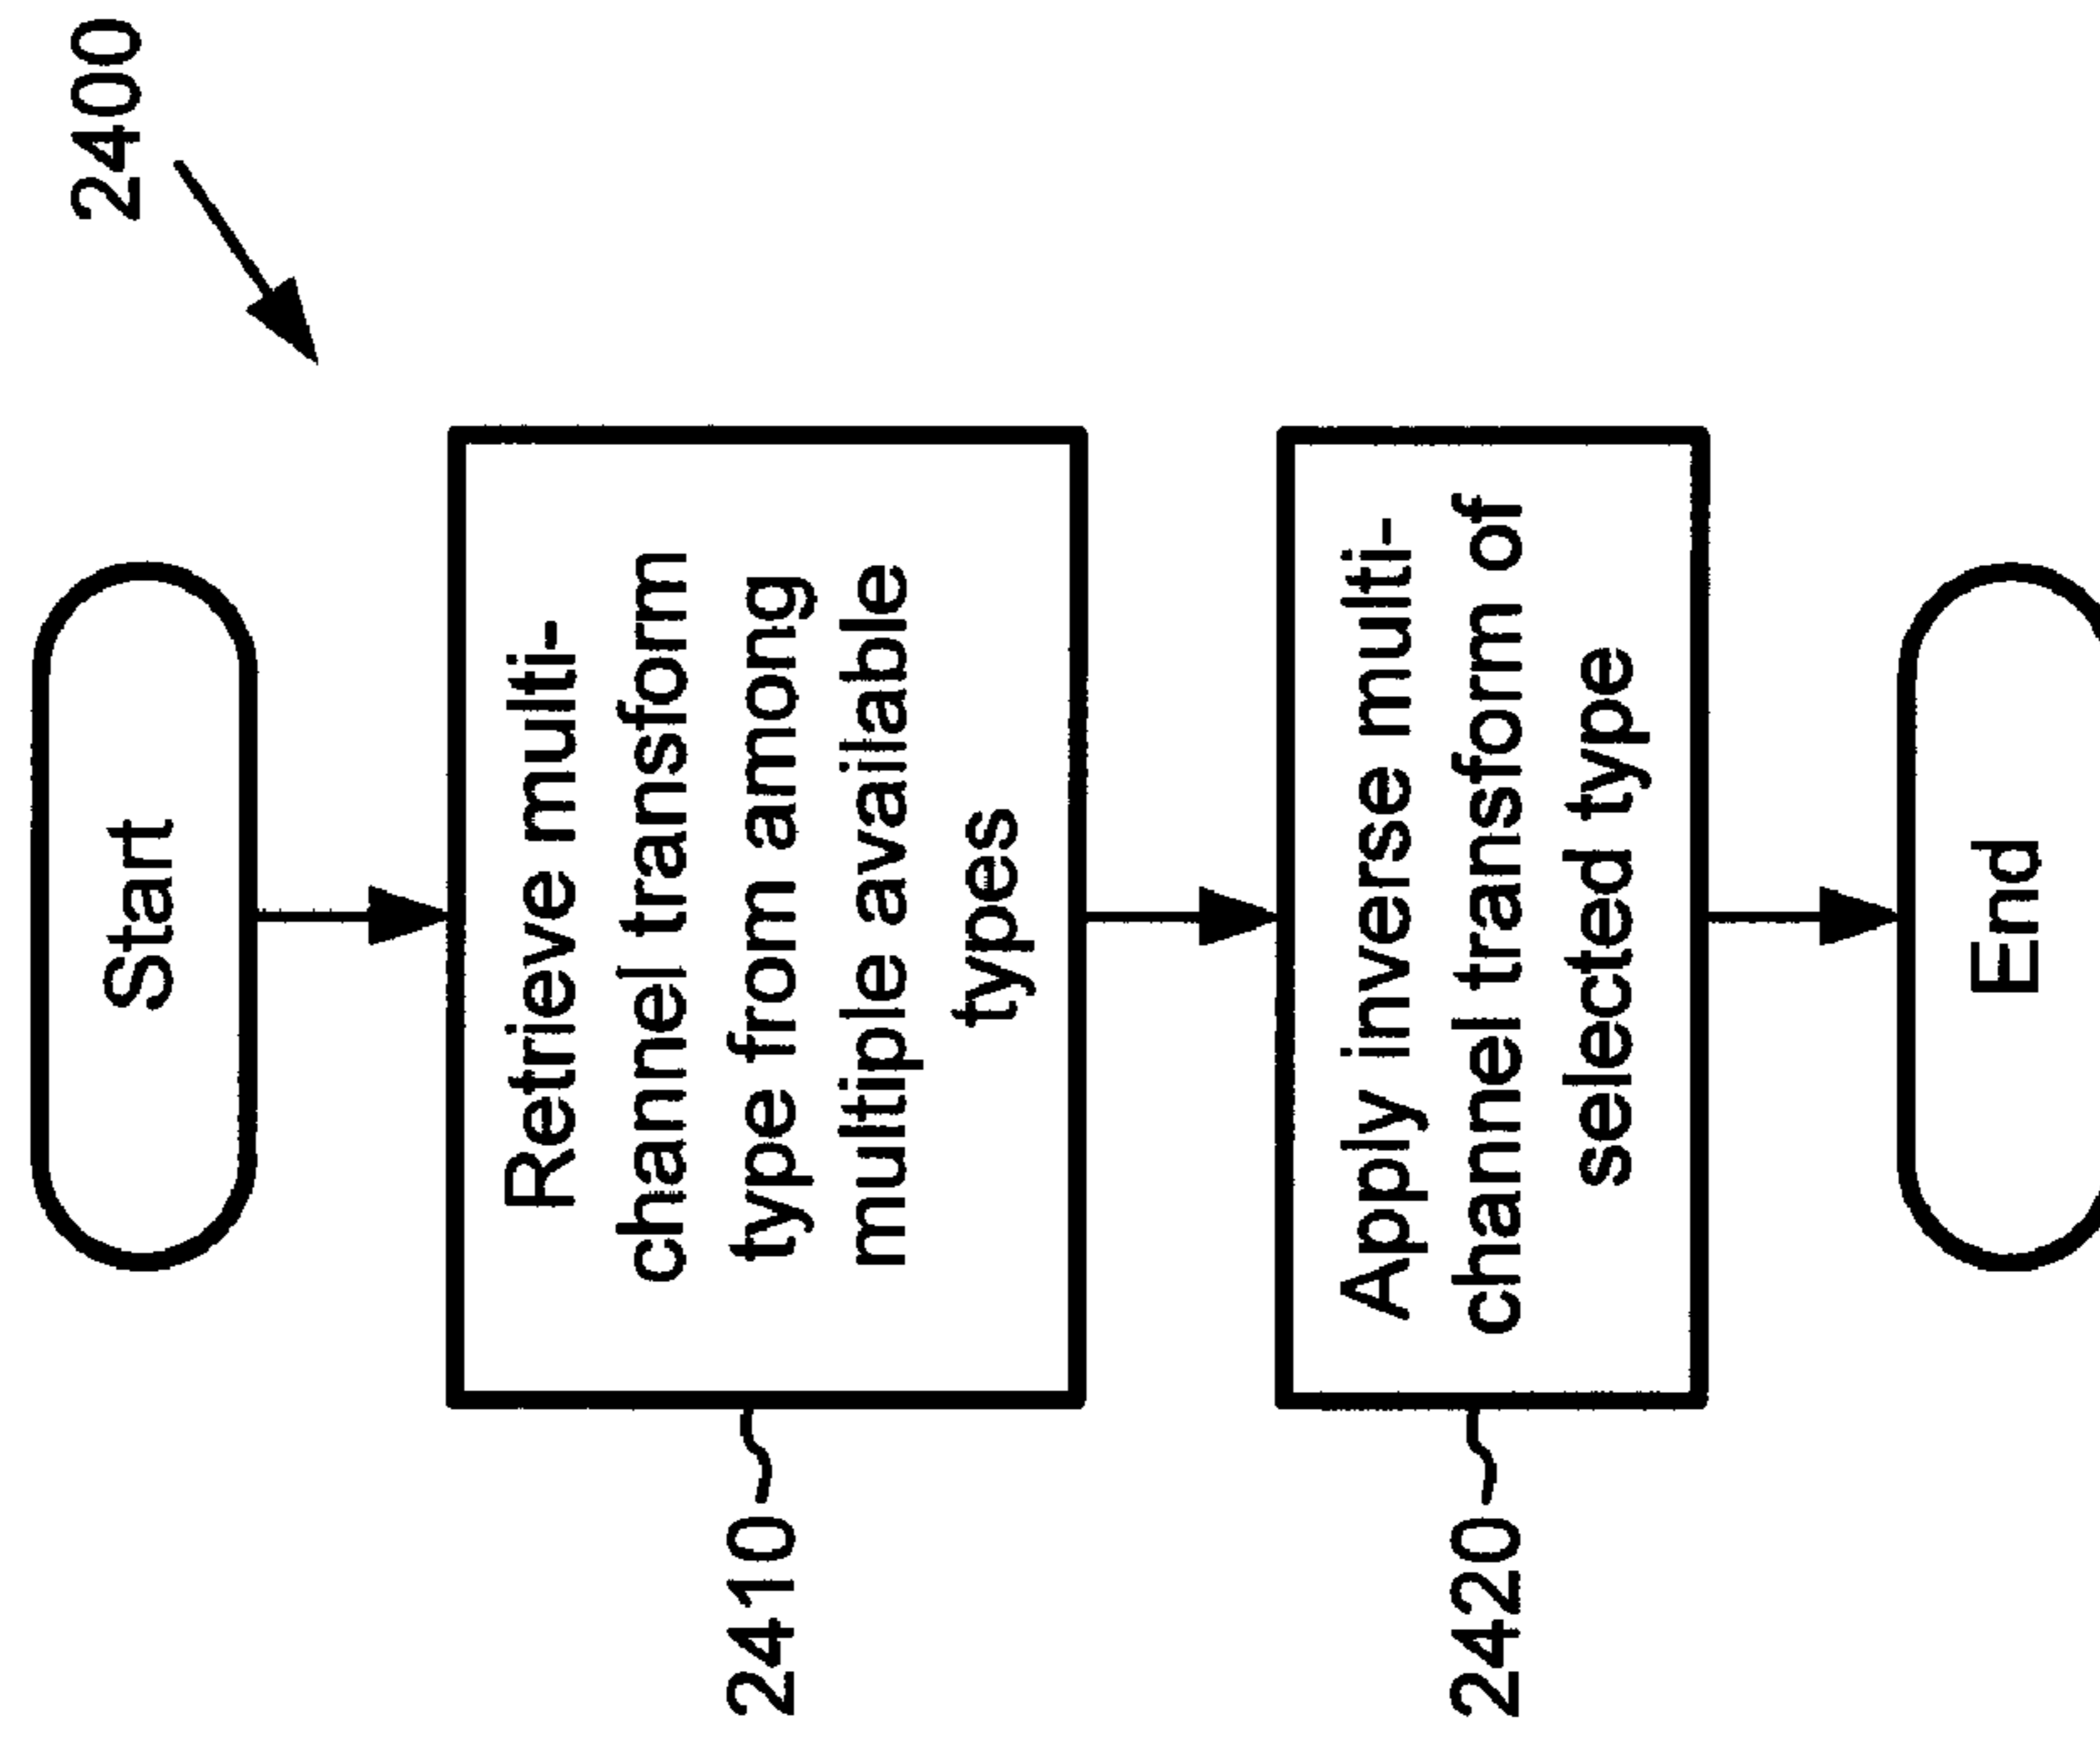 2400
Start
Retrieve multi-
channel transform
type from among
multiple available
types
2410
Apply inverse multi-
channel transform of
selected type
2420
End